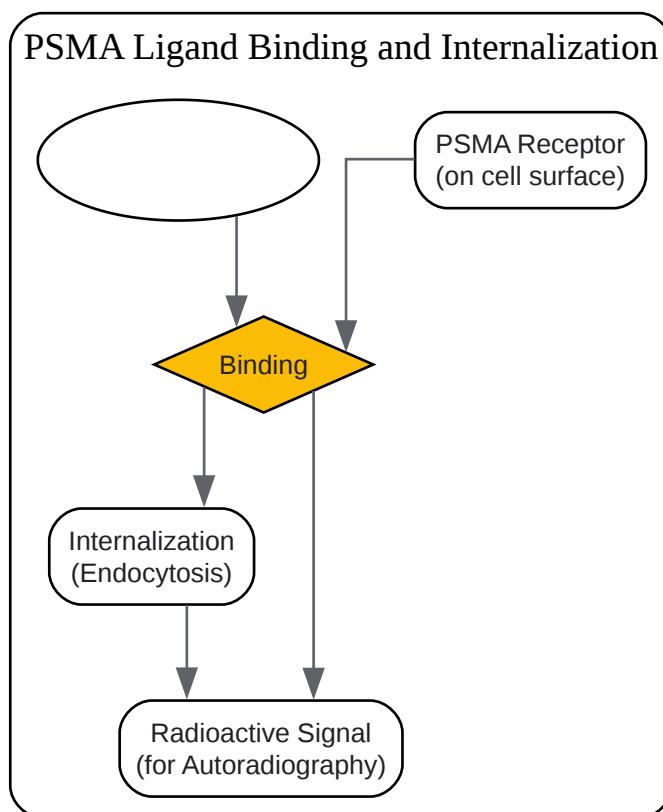 PSMA Ligand Binding and Internalization
PSMA Receptor
(on cell surface)
Binding
Internalization
(Endocytosis)
Radioactive Signal
(for Autoradiography)